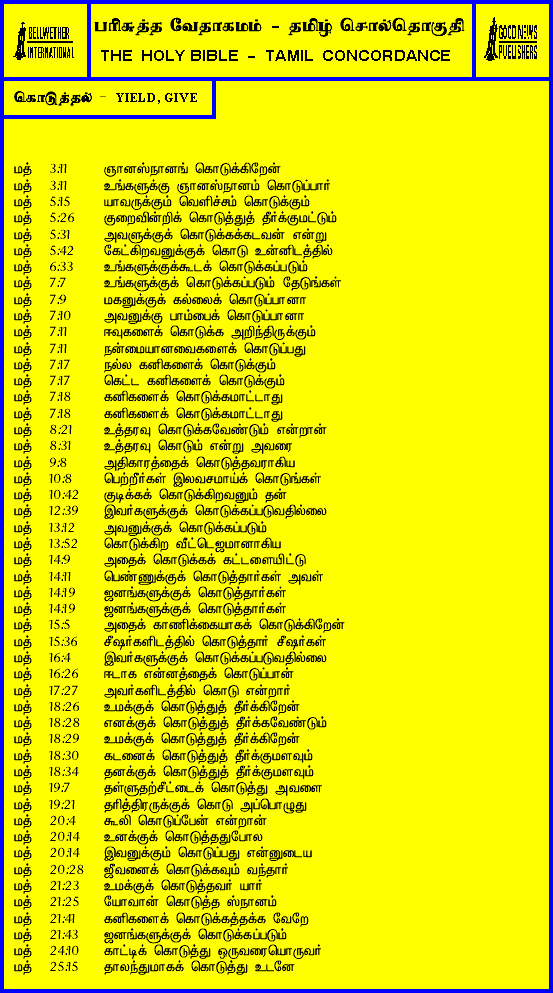 BELLWETHER INTERNATIONAL
பரிசுத்த வேதாகமம் – தமிழ் சொல்தொகுதி
THE HOLY BIBLE – TAMIL CONCORDANCE
GOOD NEWS PUBLISHERS
கொடுத்தல் – YIELD, GIVE
மத் 3:11 ஞானஸ்நானங் கொடுக்கிறேன்
மத் 3:11 உங்களுக்கு ஞானஸ்நானம் கொடுப்பார்
மத் 5:15 யாவருக்கும் வெளிச்சம் கொடுக்கும்
மத் 5:26 குறைவின்றிக் கொடுத்துத் தீர்க்குமட்டும்
மத் 5:31 அவளுக்குக் கொடுக்கக்கடவன் என்று
மத் 5:42 கேட்கிறவனுக்குக் கொடு உன்னிடத்தில்
மத் 6:33 உங்களுக்குக்கூடக் கொடுக்கப்படும்
மத் 7:7 உங்களுக்குக் கொடுக்கப்படும் தேடுங்கள்
மத் 7:9 மகனுக்குக் கல்லைக் கொடுப்பானா
மத் 7:10 அவனுக்கு பாம்பைக் கொடுப்பானா
மத் 7:11 ஈவுகளைக் கொடுக்க அறிந்திருக்கும்
மத் 7:11 நன்மையானவைகளைக் கொடுப்பது
மத் 7:17 நல்ல கனிகளைக் கொடுக்கும்
மத் 7:17 கெட்ட கனிகளைக் கொடுக்கும்
மத் 7:18 கனிகளைக் கொடுக்கமாட்டாது
மத் 7:18 கனிகளைக் கொடுக்கமாட்டாது
மத் 8:21 உத்தரவு கொடுக்கவேண்டும் என்றான்
மத் 8:31 உத்தரவு கொடும் என்று அவரை
மத் 9:8 அதிகாரத்தைக் கொடுத்தவராகிய
மத் 10:8 பெற்றீர்கள் இலவசமாய்க் கொடுங்கள்
மத் 10:42 குடிக்கக் கொடுக்கிறவனும் தன்
மத் 12:39 இவர்களுக்குக் கொடுக்கப்படுவதில்லை
மத் 13:12 அவனுக்குக் கொடுக்கப்படும்
மத் 13:52 கொடுக்கிற வீட்டெஜமானாகிய
மத் 14:9 அதைக் கொடுக்கக் கட்டளையிட்டு
மத் 14:11 பெண்ணுக்குக் கொடுத்தார்கள் அவள்
மத் 14:19 ஜனங்களுக்குக் கொடுத்தார்கள்
மத் 14:19 ஜனங்களுக்குக் கொடுத்தார்கள்
மத் 15:5 அதைக் காணிக்கையாகக் கொடுக்கிறேன்
மத் 15:36 சீஷர்களிடத்தில் கொடுத்தார் சீஷர்கள்
மத் 16:4 இவர்களுக்குக் கொடுக்கப்படுவதில்லை
மத் 16:26 ஈடாக என்னத்தைக் கொடுப்பான்
மத் 17:27 அவர்களிடத்தில் கொடு என்றார்
மத் 18:26 உமக்குக் கொடுத்துத் தீர்க்கிறேன்
மத் 18:28 எனக்குக் கொடுத்துத் தீர்க்கவேண்டும்
மத் 18:29 உமக்குக் கொடுத்துத் தீர்க்கிறேன்
மத் 18:30 கடனைக் கொடுத்துத் தீர்க்குமளவும்
மத் 18:34 தனக்குக் கொடுத்துத் தீர்க்குமளவும்
மத் 19:7 தள்ளுதற்சீட்டைக் கொடுத்து அவளை
மத் 19:21 தரித்திரருக்குக் கொடு அப்பொழுது
மத் 20:4 கூலி கொடுப்பேன் என்றான்
மத் 20:14 உனக்குக் கொடுத்ததுபோல
மத் 20:14 இவனுக்கும் கொடுப்பது என்னுடைய
மத் 20:28 ஜீவனைக் கொடுக்கவும் வந்தார்
மத் 21:23 உமக்குக் கொடுத்தவர் யார்
மத் 21:25 யோவான் கொடுத்த ஸ்நானம்
மத் 21:41 கனிகளைக் கொடுக்கத்தக்க வேறே
மத் 21:43 ஜனங்களுக்குக் கொடுக்கப்படும்
மத் 24:10 காட்டிக் கொடுத்து ஒருவரையொருவர்
மத் 25:15 தாலந்துமாகக் கொடுத்து உடனே